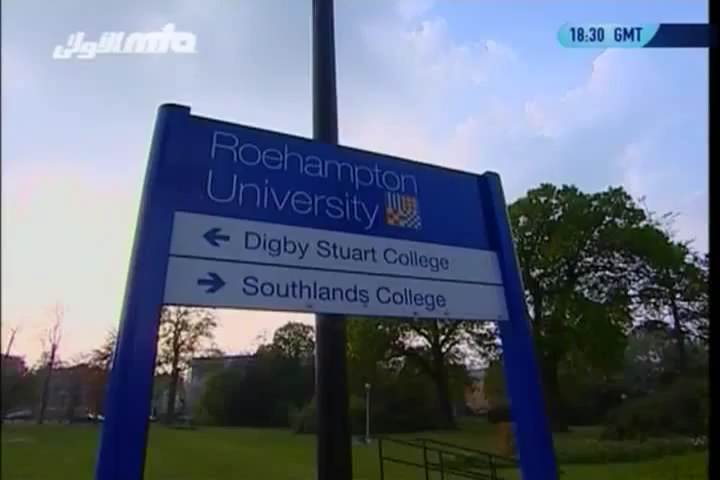 الأولى mta
18:30 GMT
Roehampton
University
← Digby Stuart College
→ Southlands College